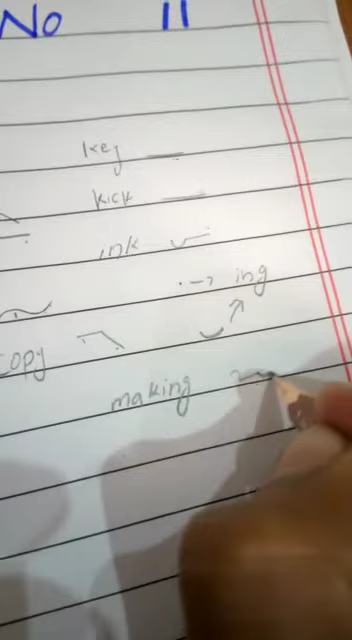 No 11
key
kick
ink
. → ing
copy
making